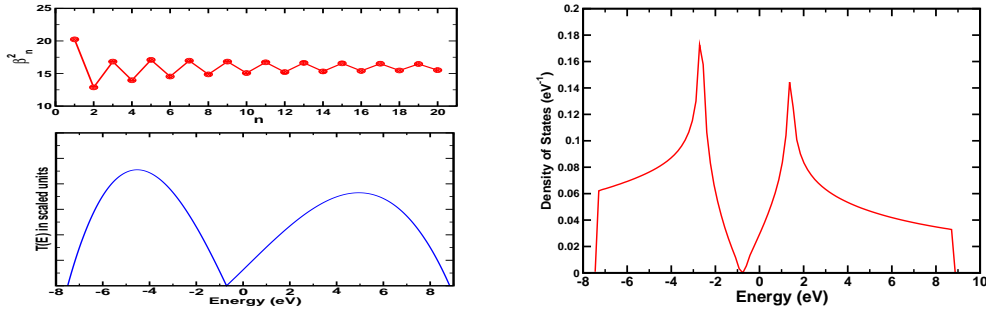 25
20
15
10
β²ₙ
0 2 4 6 8 10 12 14 16 18 20
n
T(E) in scaled units
-8 -6 -4 -2 0 2 4 6 8
Energy (eV)
0.2
0.18
0.16
0.14
0.12
0.1
0.08
0.06
0.04
0.02
0
Density of States (eV⁻¹)
-8 -6 -4 -2 0 2 4 6 8 10
Energy (eV)